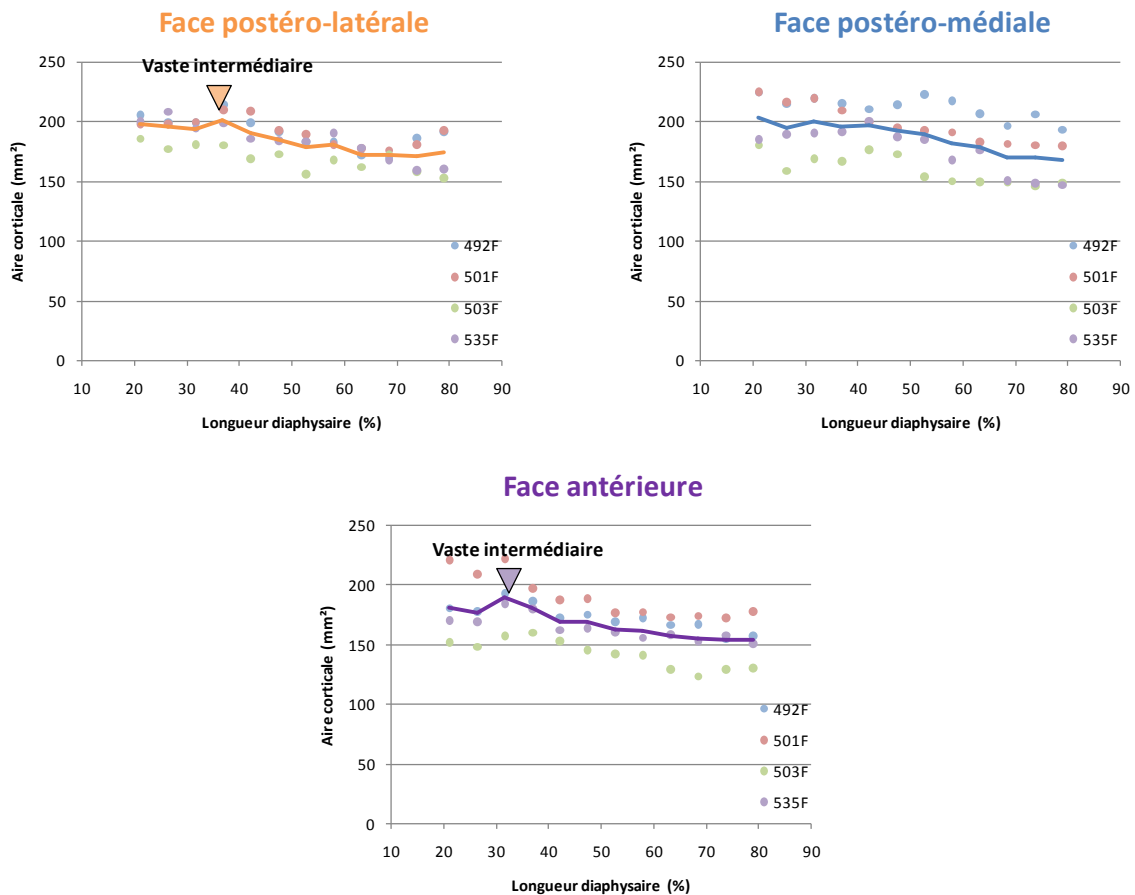 Face postéro-latérale
Vaste intermédiaire
Aire corticale (mm²)
250
200
150
100
50
0
492F
501F
503F
535F
10 20 30 40 50 60 70 80 90
Longueur diaphysaire (%)
Face postéro-médiale
Aire corticale (mm²)
250
200
150
100
50
0
492F
501F
503F
535F
10 20 30 40 50 60 70 80 90
Longueur diaphysaire (%)
Face antérieure
Vaste intermédiaire
Aire corticale (mm²)
250
200
150
100
50
0
492F
501F
503F
535F
10 20 30 40 50 60 70 80 90
Longueur diaphysaire (%)